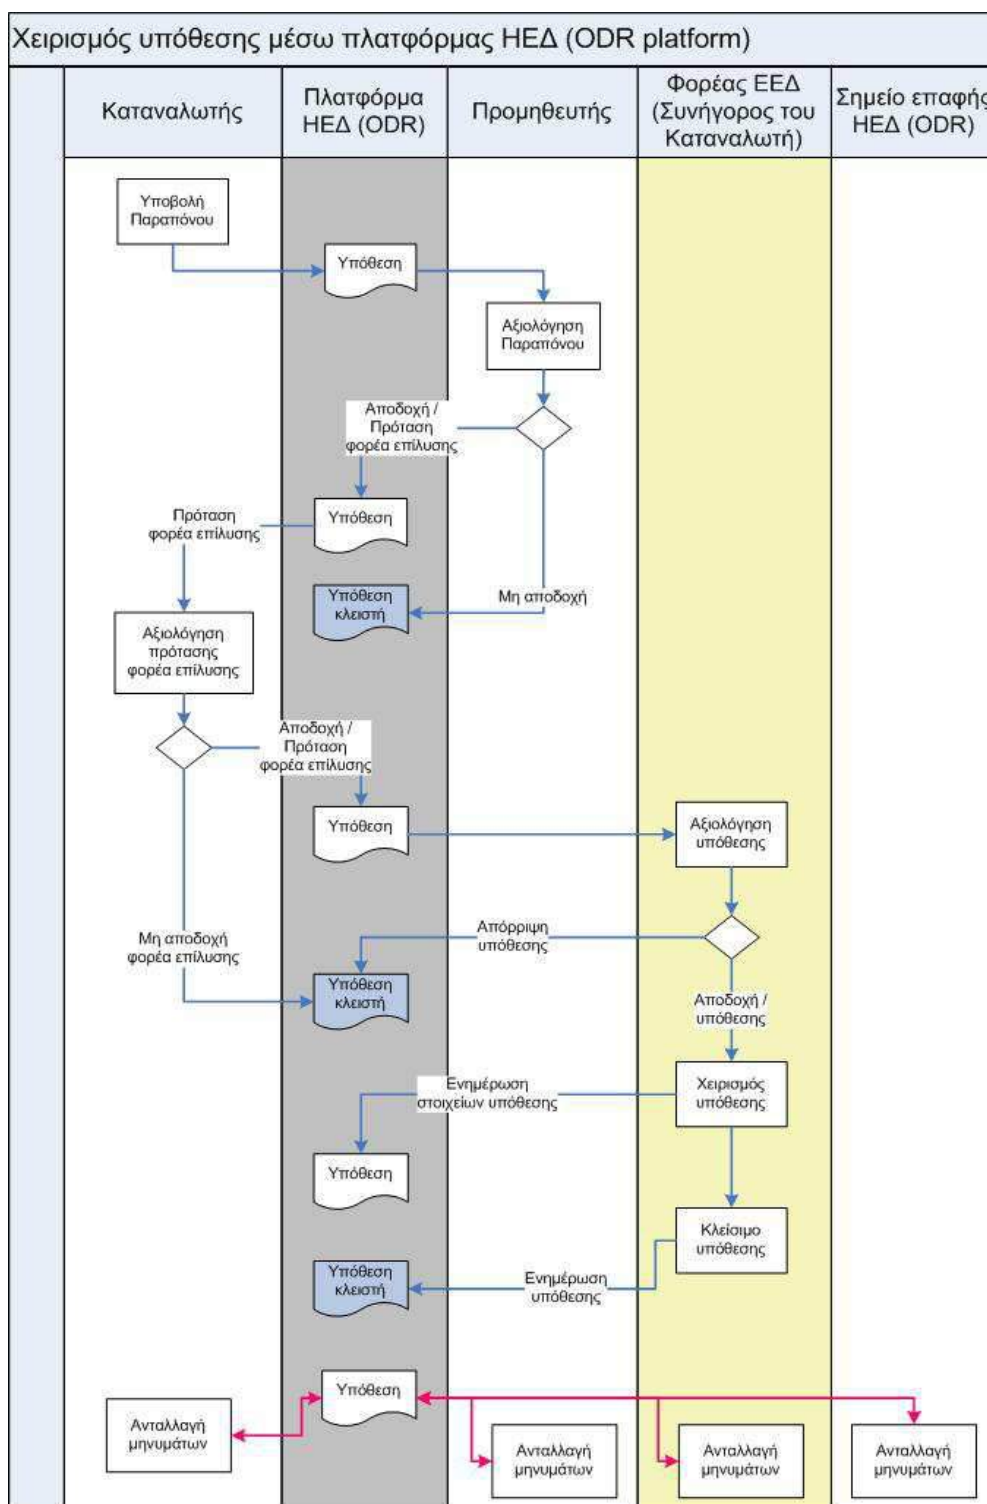 Χειρισμός υπόθεσης μέσω πλατφόρμας ΗΕΔ (ODR platform)
Καταναλωτής
Πλατφόρμα
ΗΕΔ (ODR)
Προμηθευτής
Φορέας ΕΕΔ
(Συνήγορος του
Καταναλωτή)
Σημείο επαφής
ΗΕΔ (ODR)
Υποβολή
Παραπόνου
Υπόθεση
Αξιολόγηση
Παραπόνου
Αποδοχή /
Πρόταση
φορέα επίλυσης
Υπόθεση
Πρόταση
φορέα επίλυσης
Υπόθεση
κλειστή
Μη αποδοχή
Αξιολόγηση
πρότασης
φορέα επίλυσης
Αποδοχή /
Πρόταση
φορέα επίλυσης
Υπόθεση
Αξιολόγηση
υπόθεσης
Απόρριψη
υπόθεσης
Μη αποδοχή
φορέα επίλυσης
Υπόθεση
κλειστή
Αποδοχή /
υπόθεσης
Χειρισμός
υπόθεσης
Ενημέρωση
στοιχείων υπόθεσης
Υπόθεση
Κλείσιμο
υπόθεσης
Υπόθεση
κλειστή
Ενημέρωση
υπόθεσης
Υπόθεση
Ανταλλαγή
μηνυμάτων
Ανταλλαγή
μηνυμάτων
Ανταλλαγή
μηνυμάτων
Ανταλλαγή
μηνυμάτων